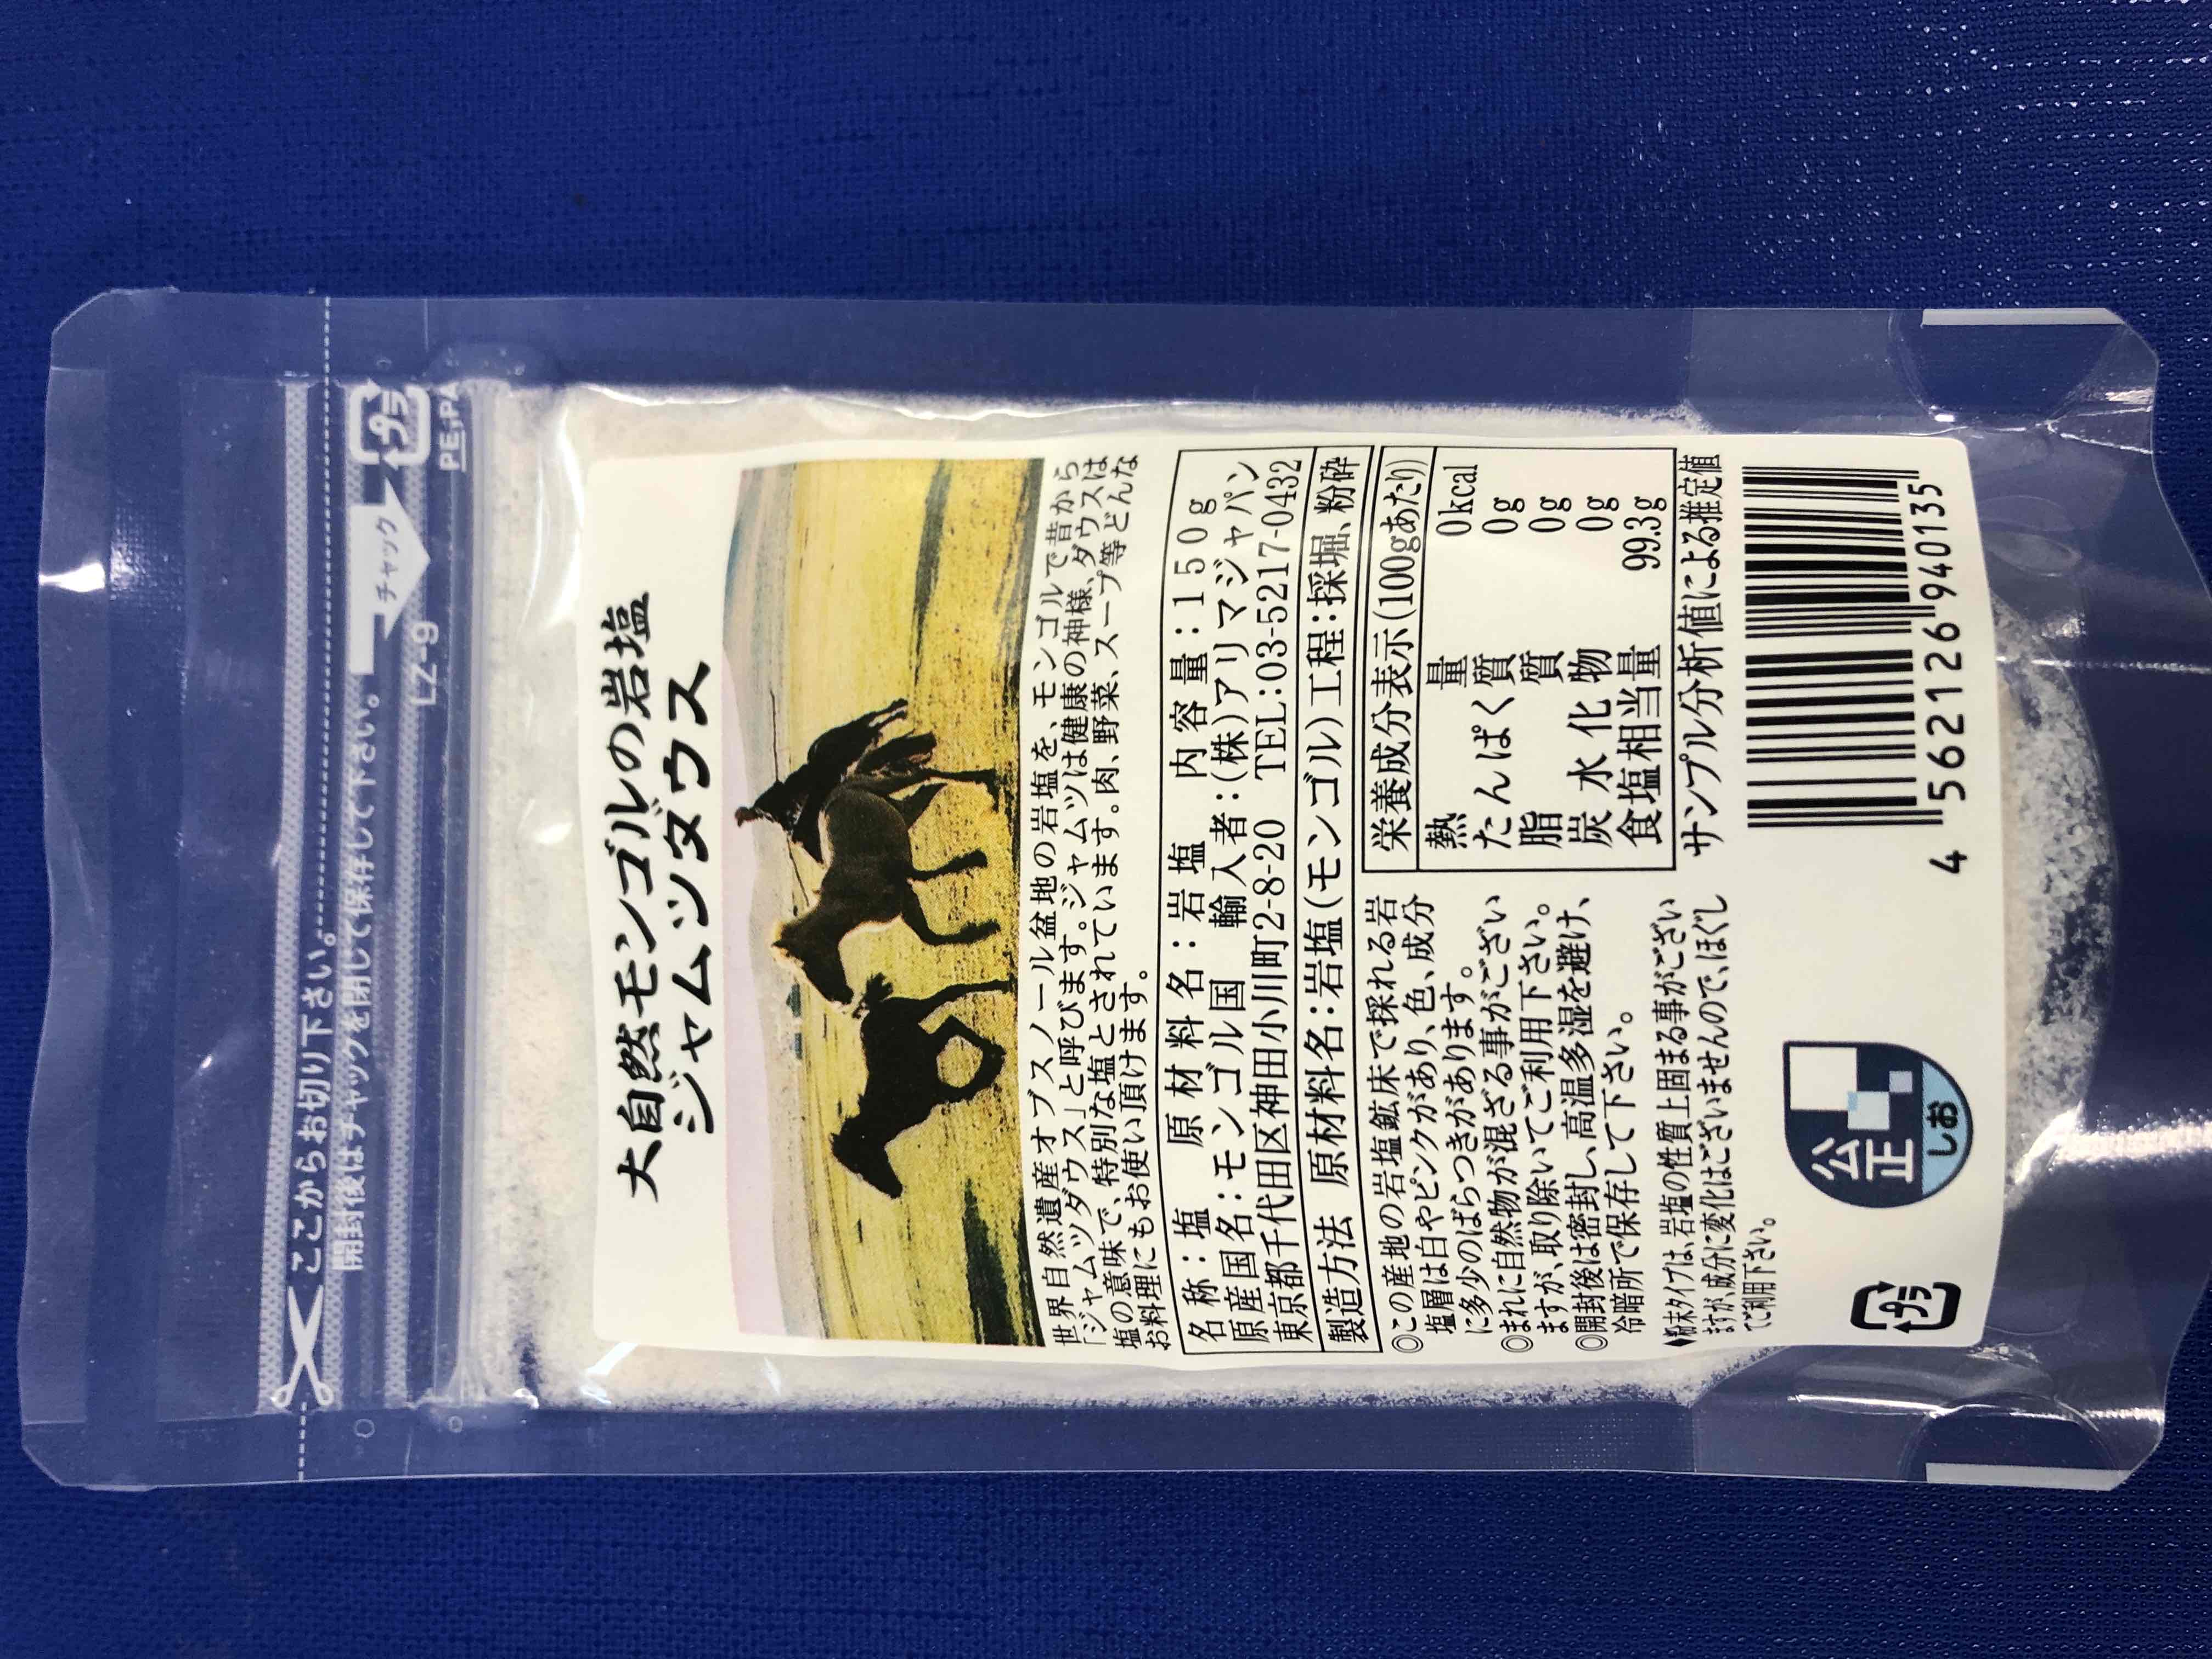 ここからお切り下さい。
開封後はチャックを閉じて保存して下さい。
チャック
プラ
LZ-9
PE,PA
大自然モンゴルの岩塩
ジャムツダウス
世界自然遺産オブスノール盆地の岩塩を、モンゴルで昔から
「ジャムツダウス」と呼びます。ジャムツは健康の神様、ダウスは
塩の意味で、特別な塩とされています。肉、野菜、スープ等どんな
お料理にもお使い頂けます。
名称：塩 原材料名：岩塩 内容量：150g
原産国名：モンゴル国 輸入者：(株)アリマジャパン
東京都千代田区神田小川町2-8-20 TEL:03-5217-0432
製造方法 原材料名：岩塩(モンゴル)工程：採堀、粉砕
◎この産地の岩塩鉱床で採れる岩
塩層は白やピンクがあり、色、成分
に多少のばらつきがあります。
◎まれに自然物が混ざる事がござい
ますが、取り除いてご利用下さい。
◎開封後は密封し、高温多湿を避け、
冷暗所で保存して下さい。
♦粉末タイプは、岩塩の性質上固まる事がござい
ますが、成分に変化はございませんので、ほぐし
てご利用下さい。
栄養成分表示(100gあたり)
熱量 0kcal
たんぱく質 0g
脂質 0g
炭水化物 0g
食塩相当量 99.3g
サンプル分析値による推定値
プラ
公正
しお
4 562126 940135